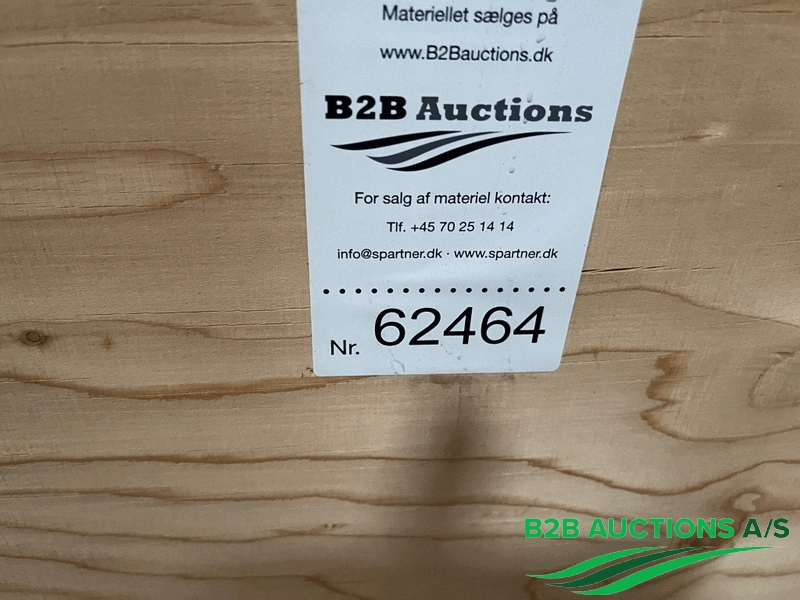 Materiellet sælges på
www.B2Bauctions.dk
B2B Auctions
For salg af materiel kontakt:
Tlf. +45 70 25 14 14
info@spartner.dk · www.spartner.dk
Nr. 62464
B2B AUCTIONS A/S